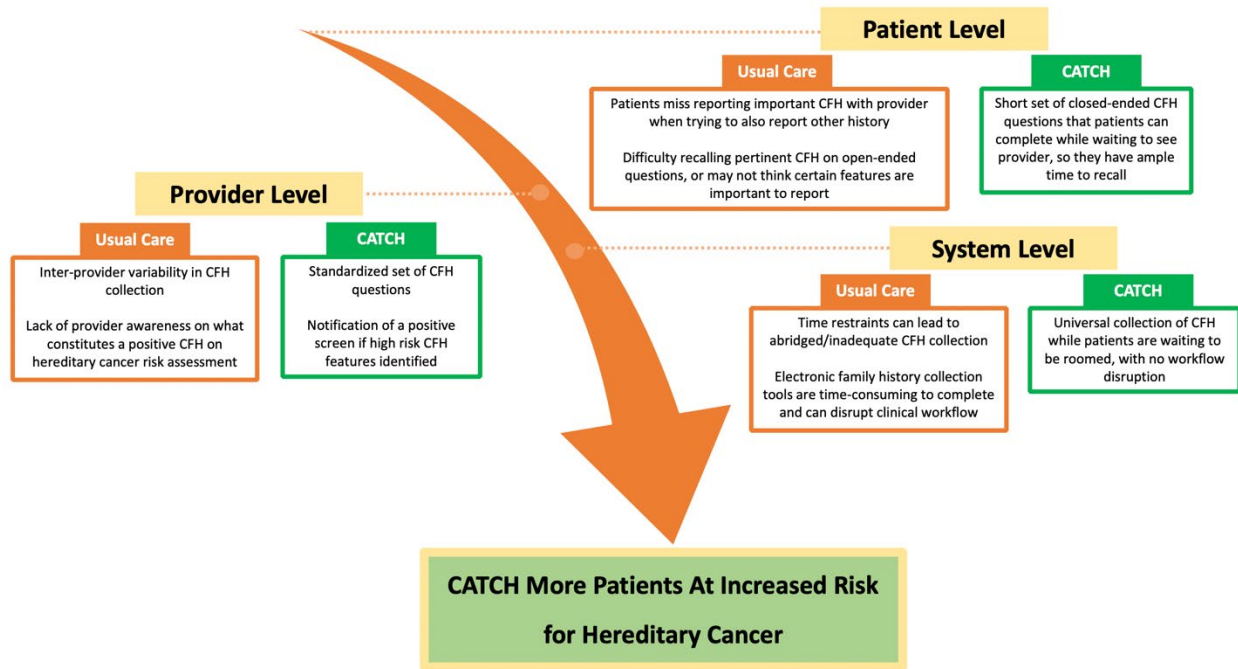 Patient Level
Usual Care
Patients miss reporting important CFH with provider
when trying to also report other history
Difficulty recalling pertinent CFH on open-ended
questions, or may not think certain features are
important to report
CATCH
Short set of closed-ended CFH
questions that patients can
complete while waiting to see
provider, so they have ample
time to recall
Provider Level
Usual Care
Inter-provider variability in CFH
collection
Lack of provider awareness on what
constitutes a positive CFH on
hereditary cancer risk assessment
CATCH
Standardized set of CFH
questions
Notification of a positive
screen if high risk CFH
features identified
System Level
Usual Care
Time restraints can lead to
abridged/inadequate CFH collection
Electronic family history collection
tools are time-consuming to complete
and can disrupt clinical workflow
CATCH
Universal collection of CFH
while patients are waiting to
be roomed, with no workflow
disruption
CATCH More Patients At Increased Risk
for Hereditary Cancer